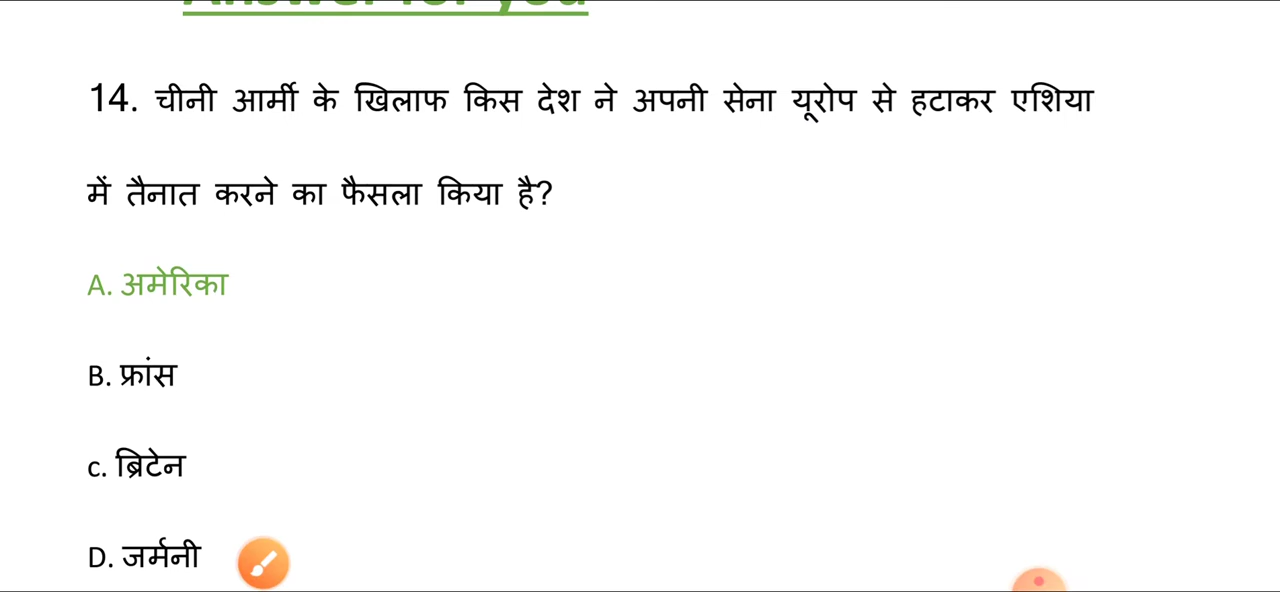 14. चीनी आर्मी के खिलाफ किस देश ने अपनी सेना यूरोप से हटाकर एशिया
में तैनात करने का फैसला किया है?
A. अमेरिका
B. फ्रांस
C. ब्रिटेन
D. जर्मनी